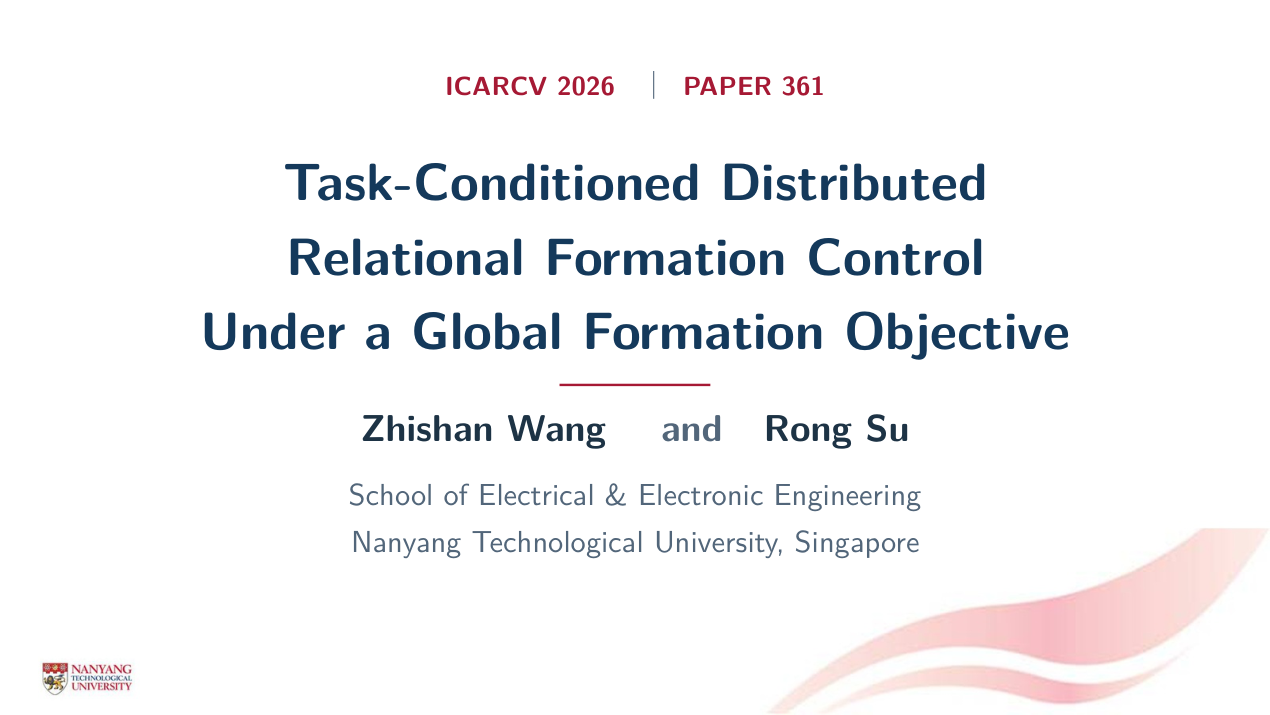 ICARCV 2026 | PAPER 361
Task-Conditioned Distributed
Relational Formation Control
Under a Global Formation Objective
Zhishan Wang and Rong Su
School of Electrical & Electronic Engineering
Nanyang Technological University, Singapore
NANYANG
TECHNOLOGICAL
UNIVERSITY